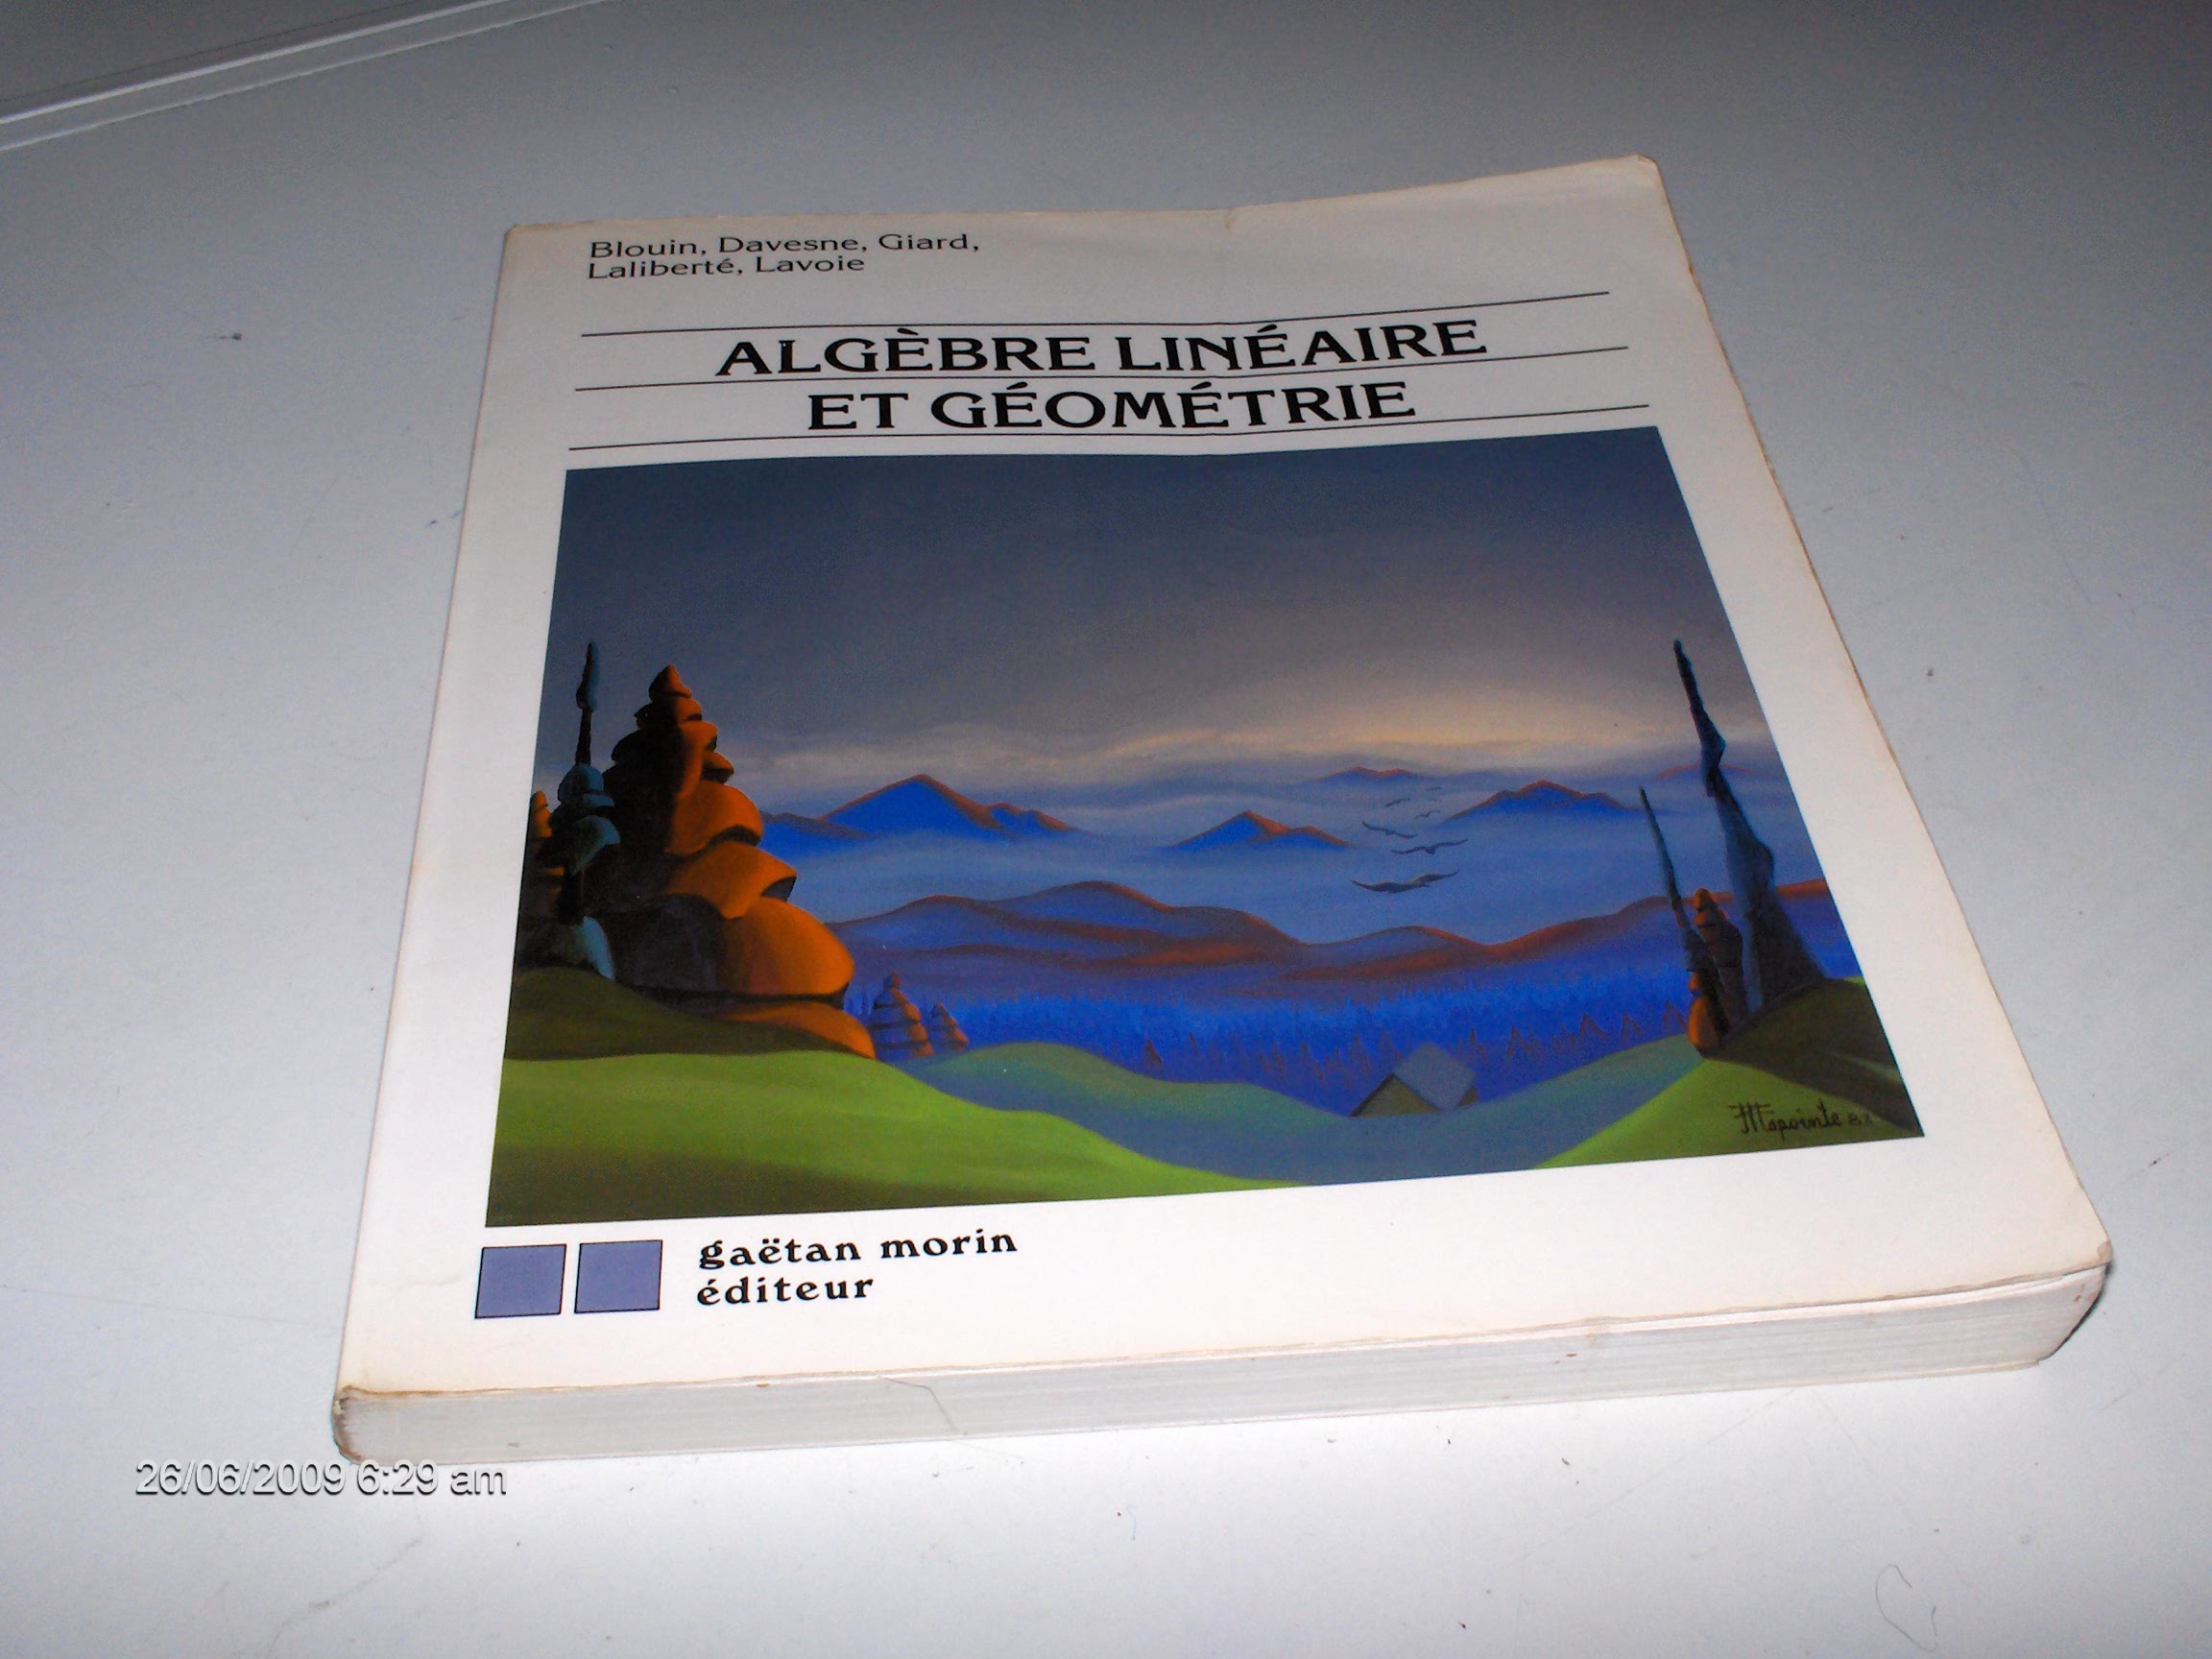 Blouin, Davesne, Giard,
Laliberté, Lavoie
ALGÈBRE LINÉAIRE
ET GÉOMÉTRIE
gaëtan morin
éditeur
26/06/2009 6:29 am